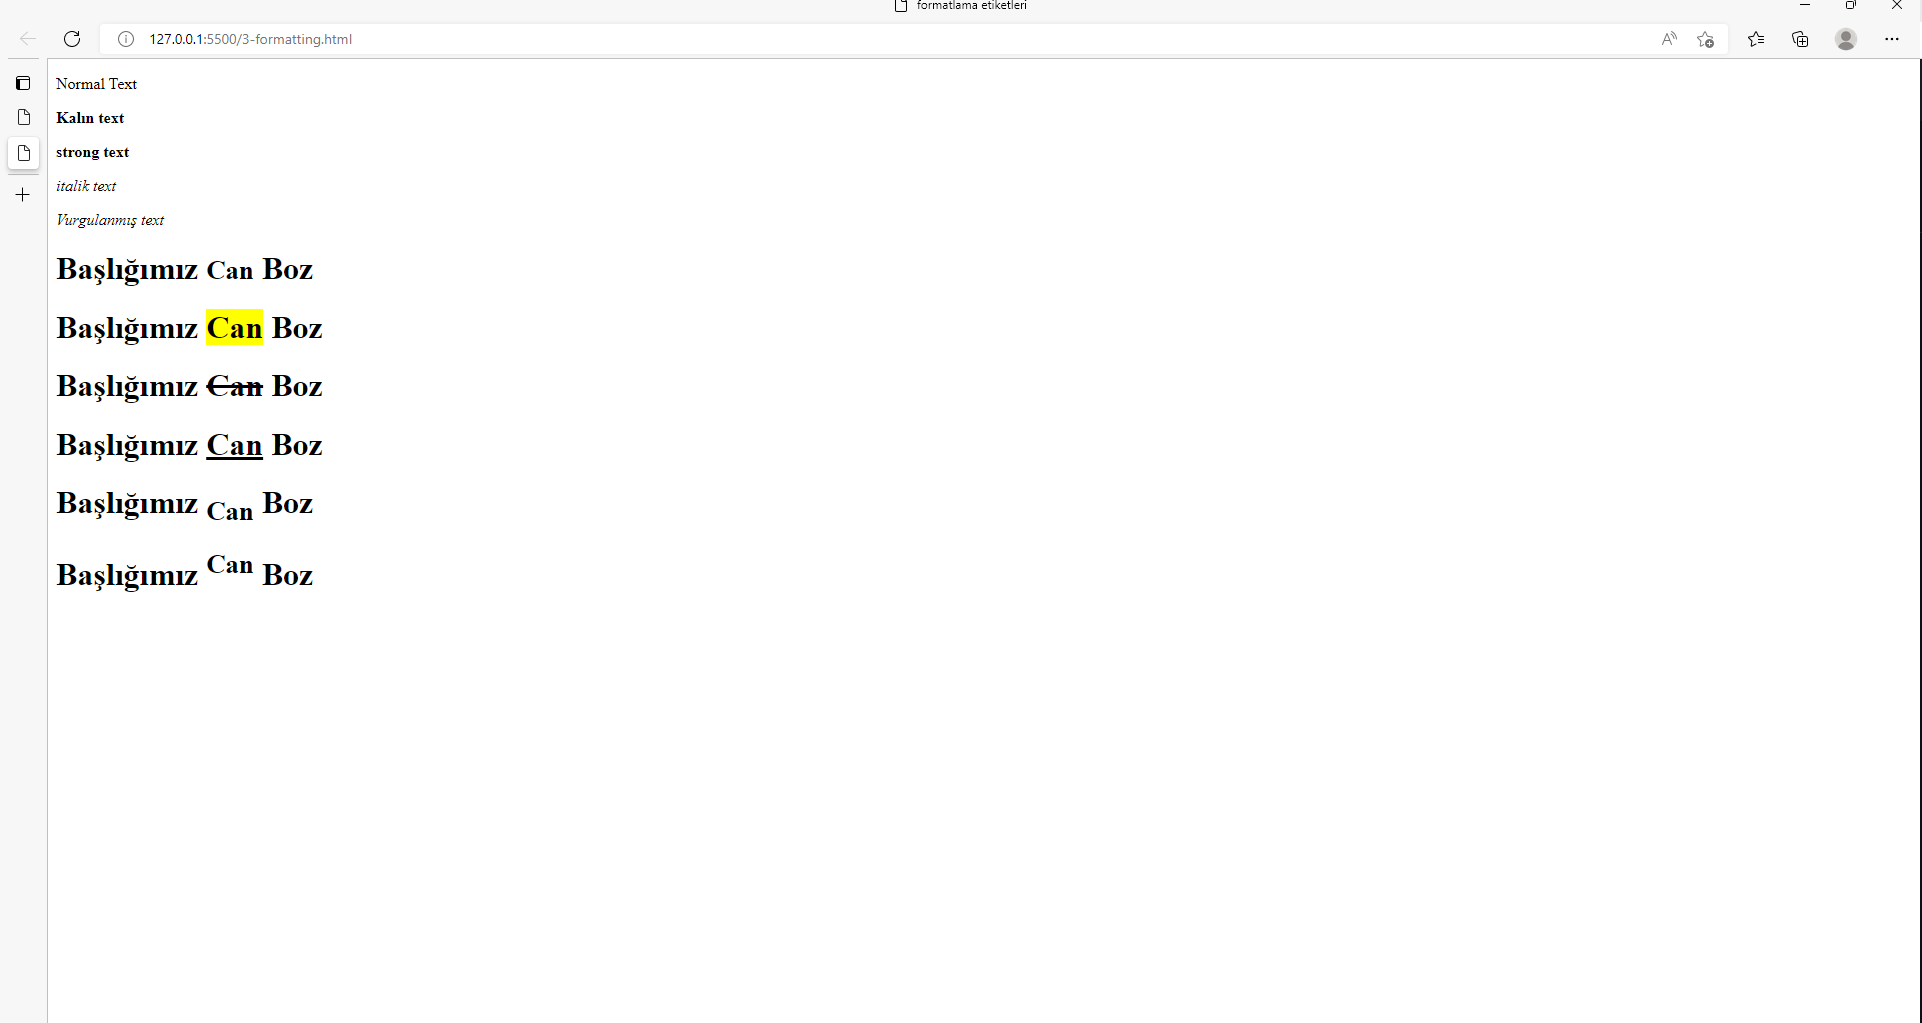 formatlama etiketleri
127.0.0.1:5500/3-formatting.html
Normal Text
Kalın text
strong text
italik text
Vurgulanmış text
Başlığımız Can Boz
Başlığımız Can Boz
Başlığımız Can Boz
Başlığımız Can Boz
Başlığımız Can Boz
Başlığımız Can Boz